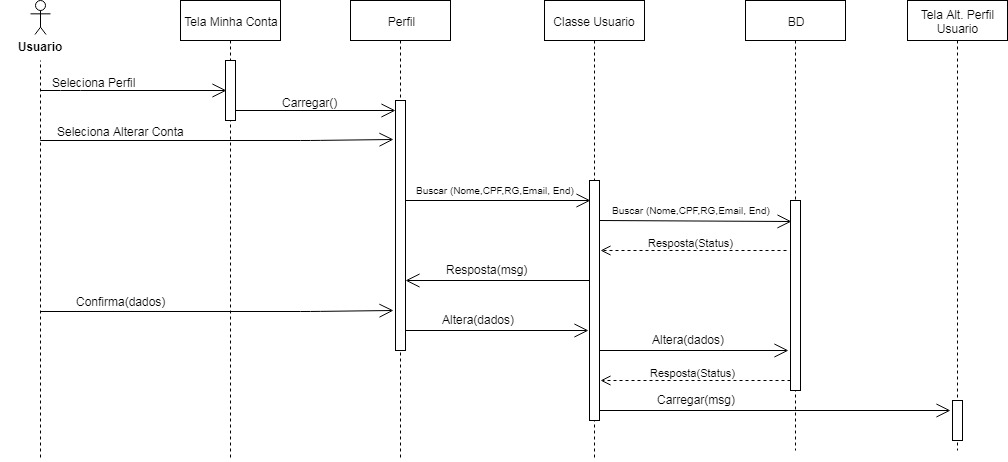 Usuario
Tela Minha Conta
Perfil
Classe Usuario
BD
Tela Alt. Perfil
Usuario
Seleciona Perfil
Carregar()
Seleciona Alterar Conta
Buscar (Nome,CPF,RG,Email, End)
Buscar (Nome,CPF,RG,Email, End)
Resposta(Status)
Resposta(msg)
Confirma(dados)
Altera(dados)
Altera(dados)
Resposta(Status)
Carregar(msg)